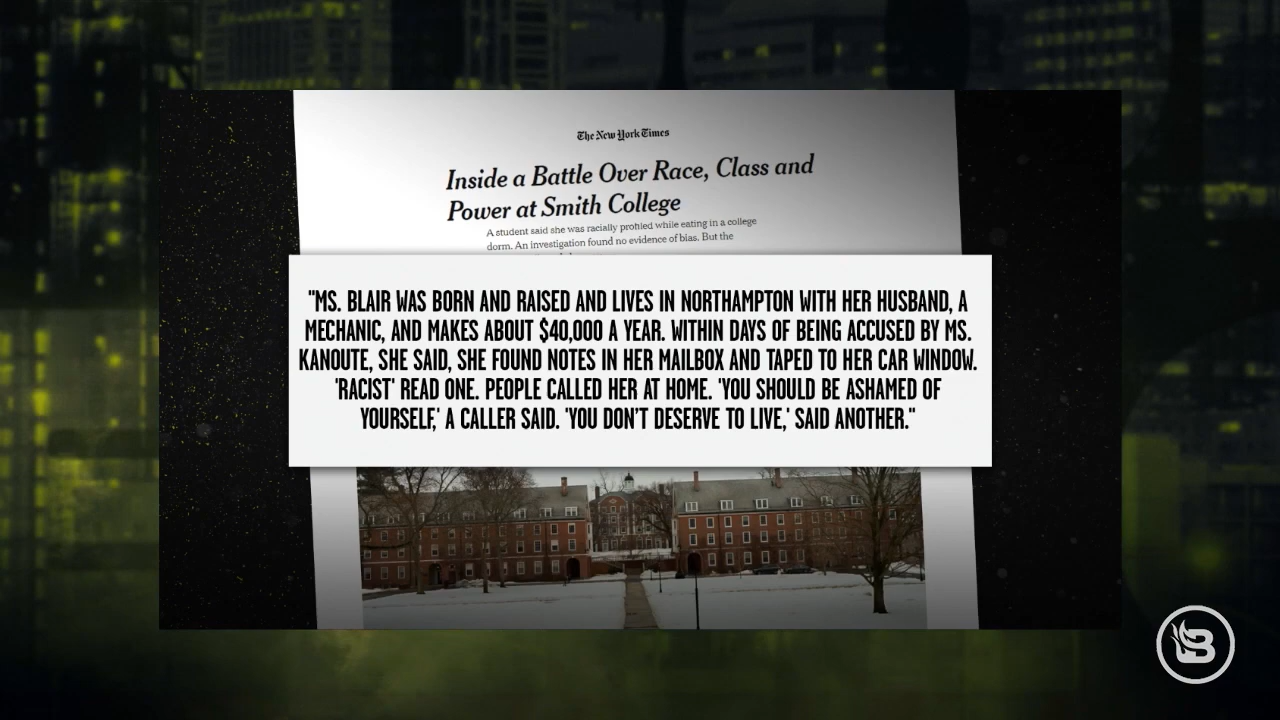 The New York Times
Inside a Battle Over Race, Class and
Power at Smith College
A student said she was racially profiled while eating in a college
dorm. An investigation found no evidence of bias. But the
"MS. BLAIR WAS BORN AND RAISED AND LIVES IN NORTHAMPTON WITH HER HUSBAND, A
MECHANIC, AND MAKES ABOUT $40,000 A YEAR. WITHIN DAYS OF BEING ACCUSED BY MS.
KANOUTE, SHE SAID, SHE FOUND NOTES IN HER MAILBOX AND TAPED TO HER CAR WINDOW.
'RACIST' READ ONE. PEOPLE CALLED HER AT HOME. 'YOU SHOULD BE ASHAMED OF
YOURSELF,' A CALLER SAID. 'YOU DON'T DESERVE TO LIVE,' SAID ANOTHER."
B